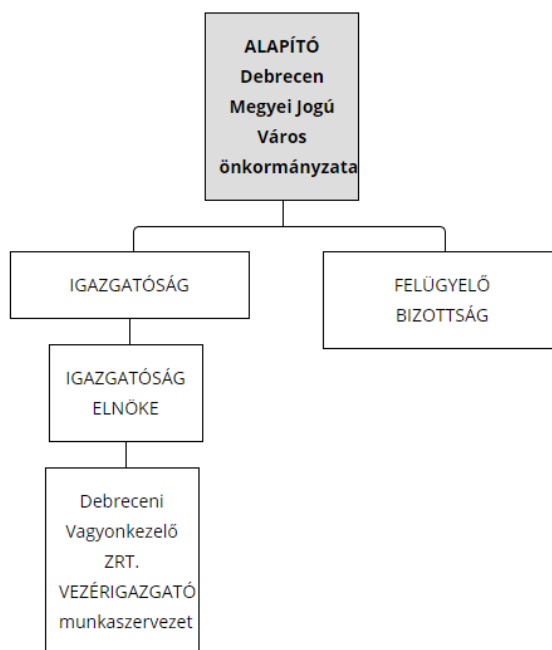 ALAPÍTÓ
Debrecen
Megyei Jogú
Város
önkormányzata
IGAZGATÓSÁG
FELÜGYELŐ
BIZOTTSÁG
IGAZGATÓSÁG
ELNÖKE
Debreceni
Vagyonkezelő
ZRT.
VEZÉRIGAZGATÓ
munkaszervezet